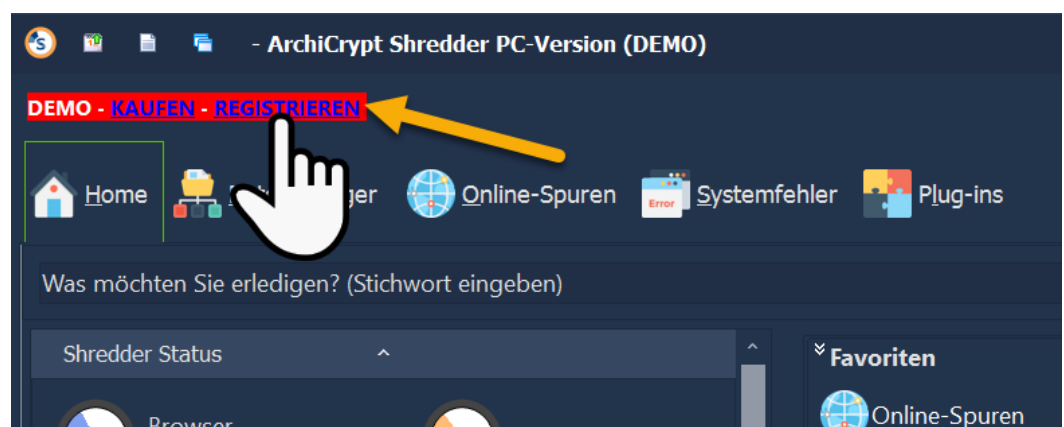 - ArchiCrypt Shredder PC-Version (DEMO)
DEMO - KAUFEN - REGISTRIEREN
Home Online-Spuren Error Systemfehler Plug-ins
Was möchten Sie erledigen? (Stichwort eingeben)
Shredder Status
Favoriten
Browser
Online-Spuren